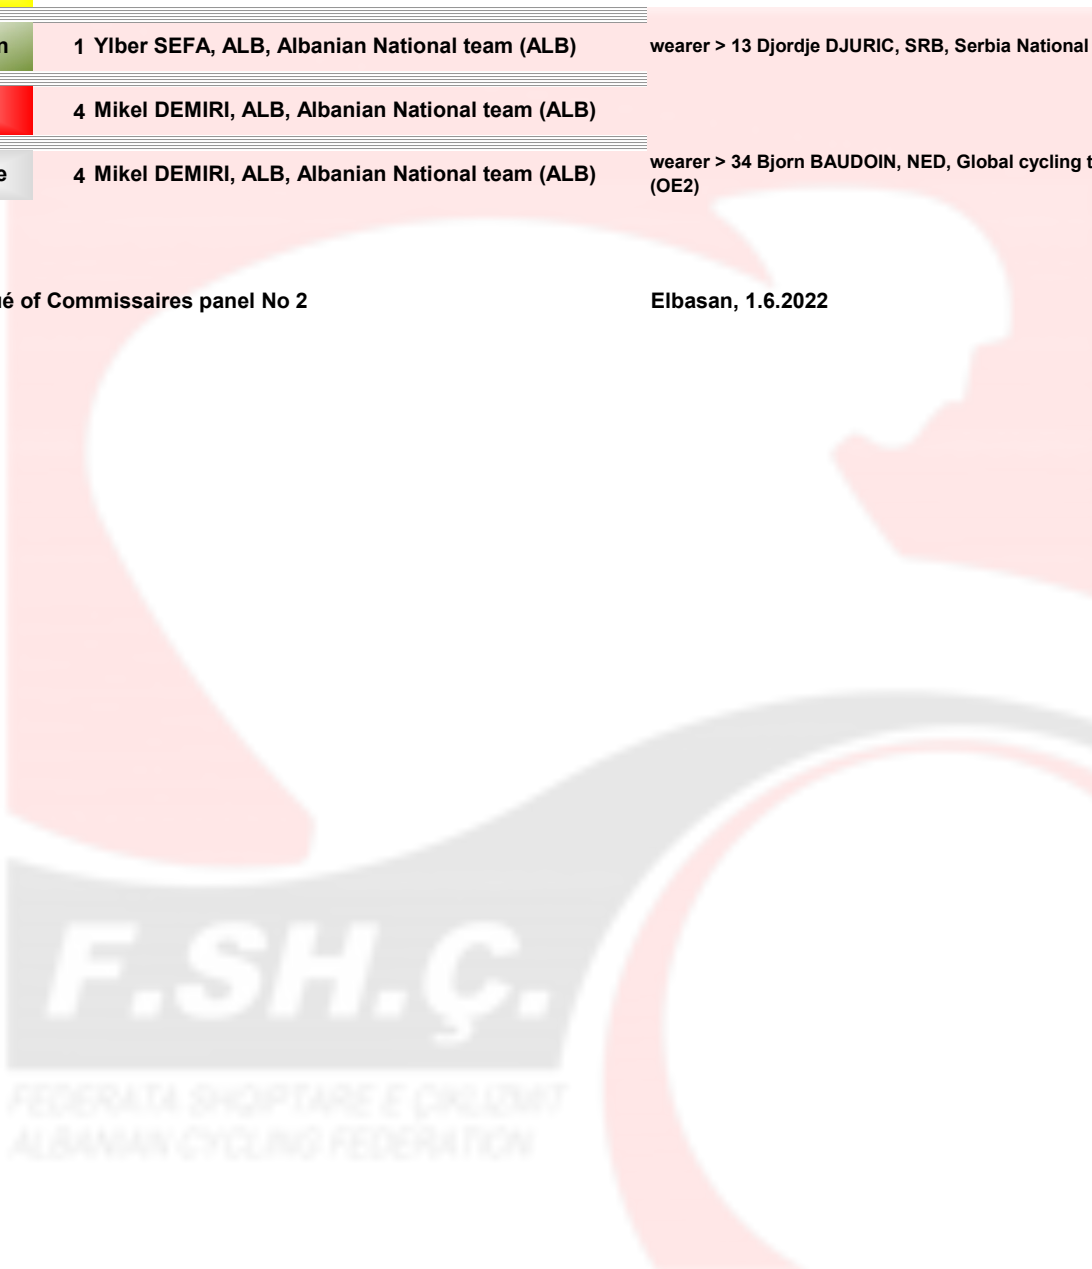 n 1 Ylber SEFA, ALB, Albanian National team (ALB) wearer > 13 Djordje DJURIC, SRB, Serbia National
4 Mikel DEMIRI, ALB, Albanian National team (ALB)
e 4 Mikel DEMIRI, ALB, Albanian National team (ALB) wearer > 34 Bjorn BAUDOIN, NED, Global cycling t
(OE2)
é of Commissaires panel No 2 Elbasan, 1.6.2022
F.SH.Ç.
FEDERATA SHQIPTARE E ÇIKLIZMIT
ALBANIAN CYCLING FEDERATION